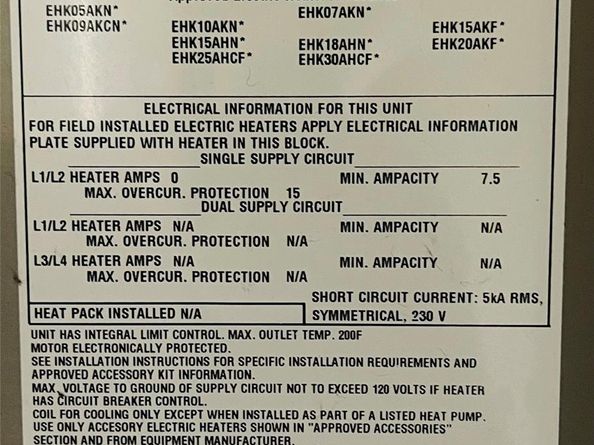 EHK05AKN* EHK07AKN*
EHK09AKCN* EHK10AKN* EHK15AKF*
EHK15AHN* EHK18AHN* EHK20AKF*
EHK25AHCF* EHK30AHCF*
ELECTRICAL INFORMATION FOR THIS UNIT
FOR FIELD INSTALLED ELECTRIC HEATERS APPLY ELECTRICAL INFORMATION
PLATE SUPPLIED WITH HEATER IN THIS BLOCK.
SINGLE SUPPLY CIRCUIT
L1/L2 HEATER AMPS 0 MIN. AMPACITY 7.5
MAX. OVERCUR. PROTECTION 15
DUAL SUPPLY CIRCUIT
L1/L2 HEATER AMPS N/A MIN. AMPACITY N/A
MAX. OVERCUR. PROTECTION N/A
L3/L4 HEATER AMPS N/A MIN. AMPACITY N/A
MAX. OVERCUR. PROTECTION N/A
SHORT CIRCUIT CURRENT: 5kA RMS,
HEAT PACK INSTALLED N/A SYMMETRICAL, 230 V
UNIT HAS INTEGRAL LIMIT CONTROL. MAX. OUTLET TEMP. 200F
MOTOR ELECTRONICALLY PROTECTED.
SEE INSTALLATION INSTRUCTIONS FOR SPECIFIC INSTALLATION REQUIREMENTS AND
APPROVED ACCESSORY KIT INFORMATION.
MAX. VOLTAGE TO GROUND OF SUPPLY CIRCUIT NOT TO EXCEED 120 VOLTS IF HEATER
HAS CIRCUIT BREAKER CONTROL.
COIL FOR COOLING ONLY EXCEPT WHEN INSTALLED AS PART OF A LISTED HEAT PUMP.
USE ONLY ACCESORY ELECTRIC HEATERS SHOWN IN "APPROVED ACCESSORIES"
SECTION AND FROM EQUIPMENT MANUFACTURER.